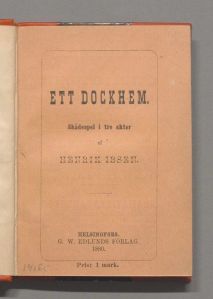 ETT DOCKHEM.
Skådespel i tre akter
af
HENRIK IBSEN.
HELSINGFORS,
G. W. EDLUNDS FÖRLAG.
1880.
Pris: 1 mark.